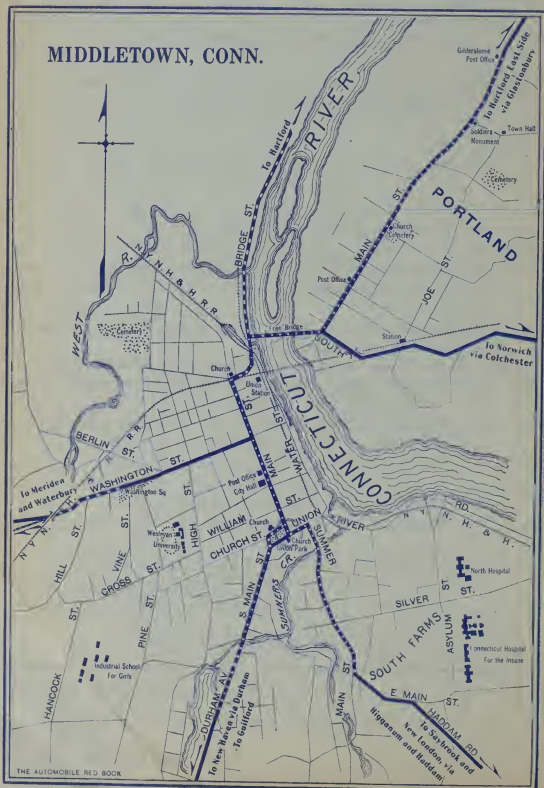 MIDDLETOWN, CONN.
Gildersleeve
Post Office
To Hartford East Side
via Glastonbury
Soldiers
Monument
Town Hall
Cemetery
PORTLAND
To Hartford
RIVER
BRIDGE ST.
MAIN ST.
Church
Cemetery
JOE ST.
Post Office
WEST R.
N.Y. N.H. & H. R.R.
Cemetery
Free Bridge
SOUTH
Station
To Norwich
via Colchester
Church
Union
Station
CONNECTICUT
MAIN ST.
WATER ST.
BERLIN ST.
R.R.
WASHINGTON ST.
To Meriden
and Waterbury
Washington Sq
Post Office
City Hall
HIGH ST.
Wesleyan
University
WILLIAM ST.
CHURCH ST.
Church
UNION
Church
Union Park
RIVER RD.
N.Y. N.H. & H.
SUMMER
N.Y. N.H.
HILL ST.
VINE ST.
CROSS ST.
PINE ST.
S. MAIN ST.
SUMNERS CR.
North Hospital
SILVER ST.
ASYLUM ST.
SOUTH FARMS
Connecticut Hospital
For the Insane
Industrial School
For Girls
HANCOCK ST.
MAIN ST.
E. MAIN ST.
HADDAM RD.
DURHAM AV.
To New Haven via Durham
To Guilford
To Saybrook and
New London, via
Higganum and Haddam
THE AUTOMOBILE RED BOOK